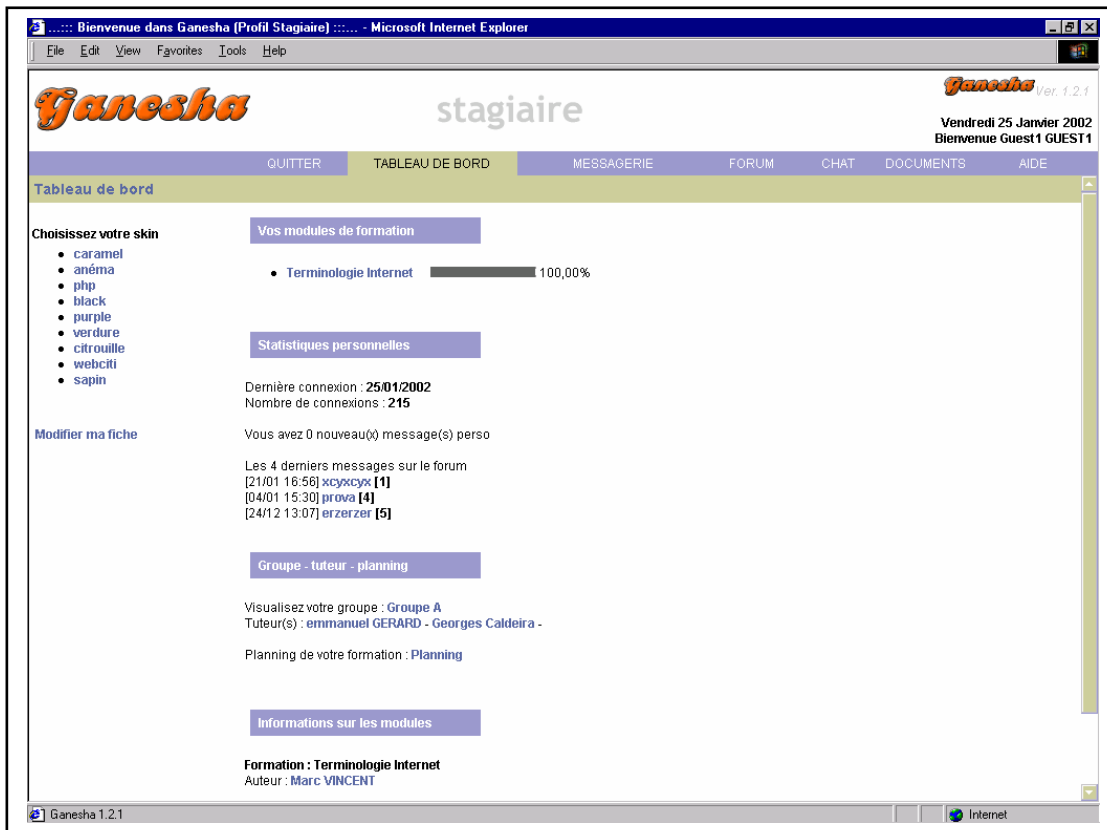 ...::: Bienvenue dans Ganesha (Profil Stagiaire) :::... - Microsoft Internet Explorer
File Edit View Favorites Tools Help
Ganesha
stagiaire
Ganesha Ver. 1.2.1
Vendredi 25 Janvier 2002
Bienvenue Guest1 GUEST1
QUITTER TABLEAU DE BORD MESSAGERIE FORUM CHAT DOCUMENTS AIDE
Tableau de bord
Choisissez votre skin
caramel
anéma
php
black
purple
verdure
citrouille
webciti
sapin
Modifier ma fiche
Vos modules de formation
Terminologie Internet 100,00%
Statistiques personnelles
Dernière connexion : 25/01/2002
Nombre de connexions : 215
Vous avez 0 nouveau(x) message(s) perso
Les 4 derniers messages sur le forum
[21/01 16:56] xcyxcyx [1]
[04/01 15:30] prova [4]
[24/12 13:07] erzerzer [5]
Groupe - tuteur - planning
Visualisez votre groupe : Groupe A
Tuteur(s) : emmanuel GERARD - Georges Caldeira -
Planning de votre formation : Planning
Informations sur les modules
Formation : Terminologie Internet
Auteur : Marc VINCENT
Ganesha 1.2.1
Internet